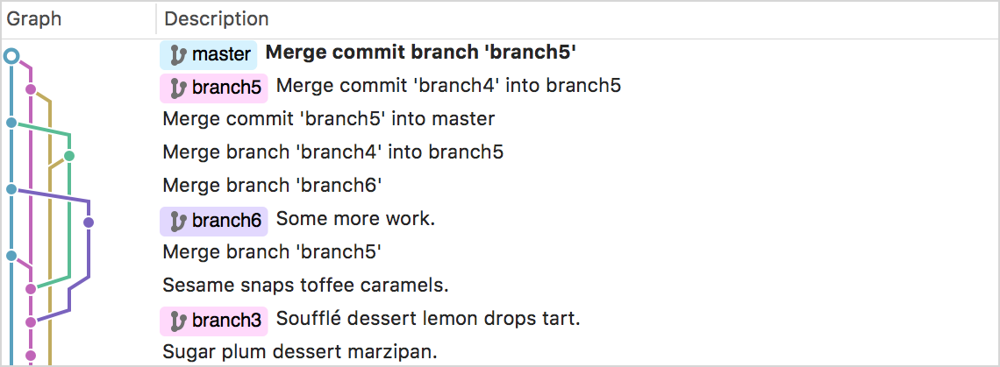 Graph Description
master Merge commit branch 'branch5'
branch5 Merge commit 'branch4' into branch5
Merge commit 'branch5' into master
Merge branch 'branch4' into branch5
Merge branch 'branch6'
branch6 Some more work.
Merge branch 'branch5'
Sesame snaps toffee caramels.
branch3 Soufflé dessert lemon drops tart.
Sugar plum dessert marzipan.